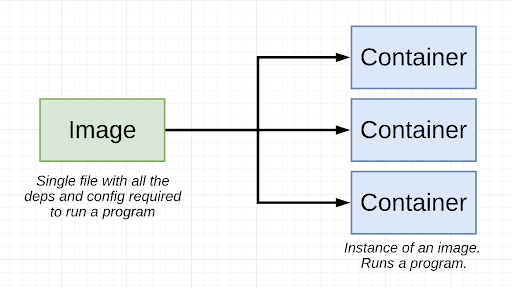 Image
Single file with all the
deps and config required
to run a program
Container
Container
Container
Instance of an image.
Runs a program.